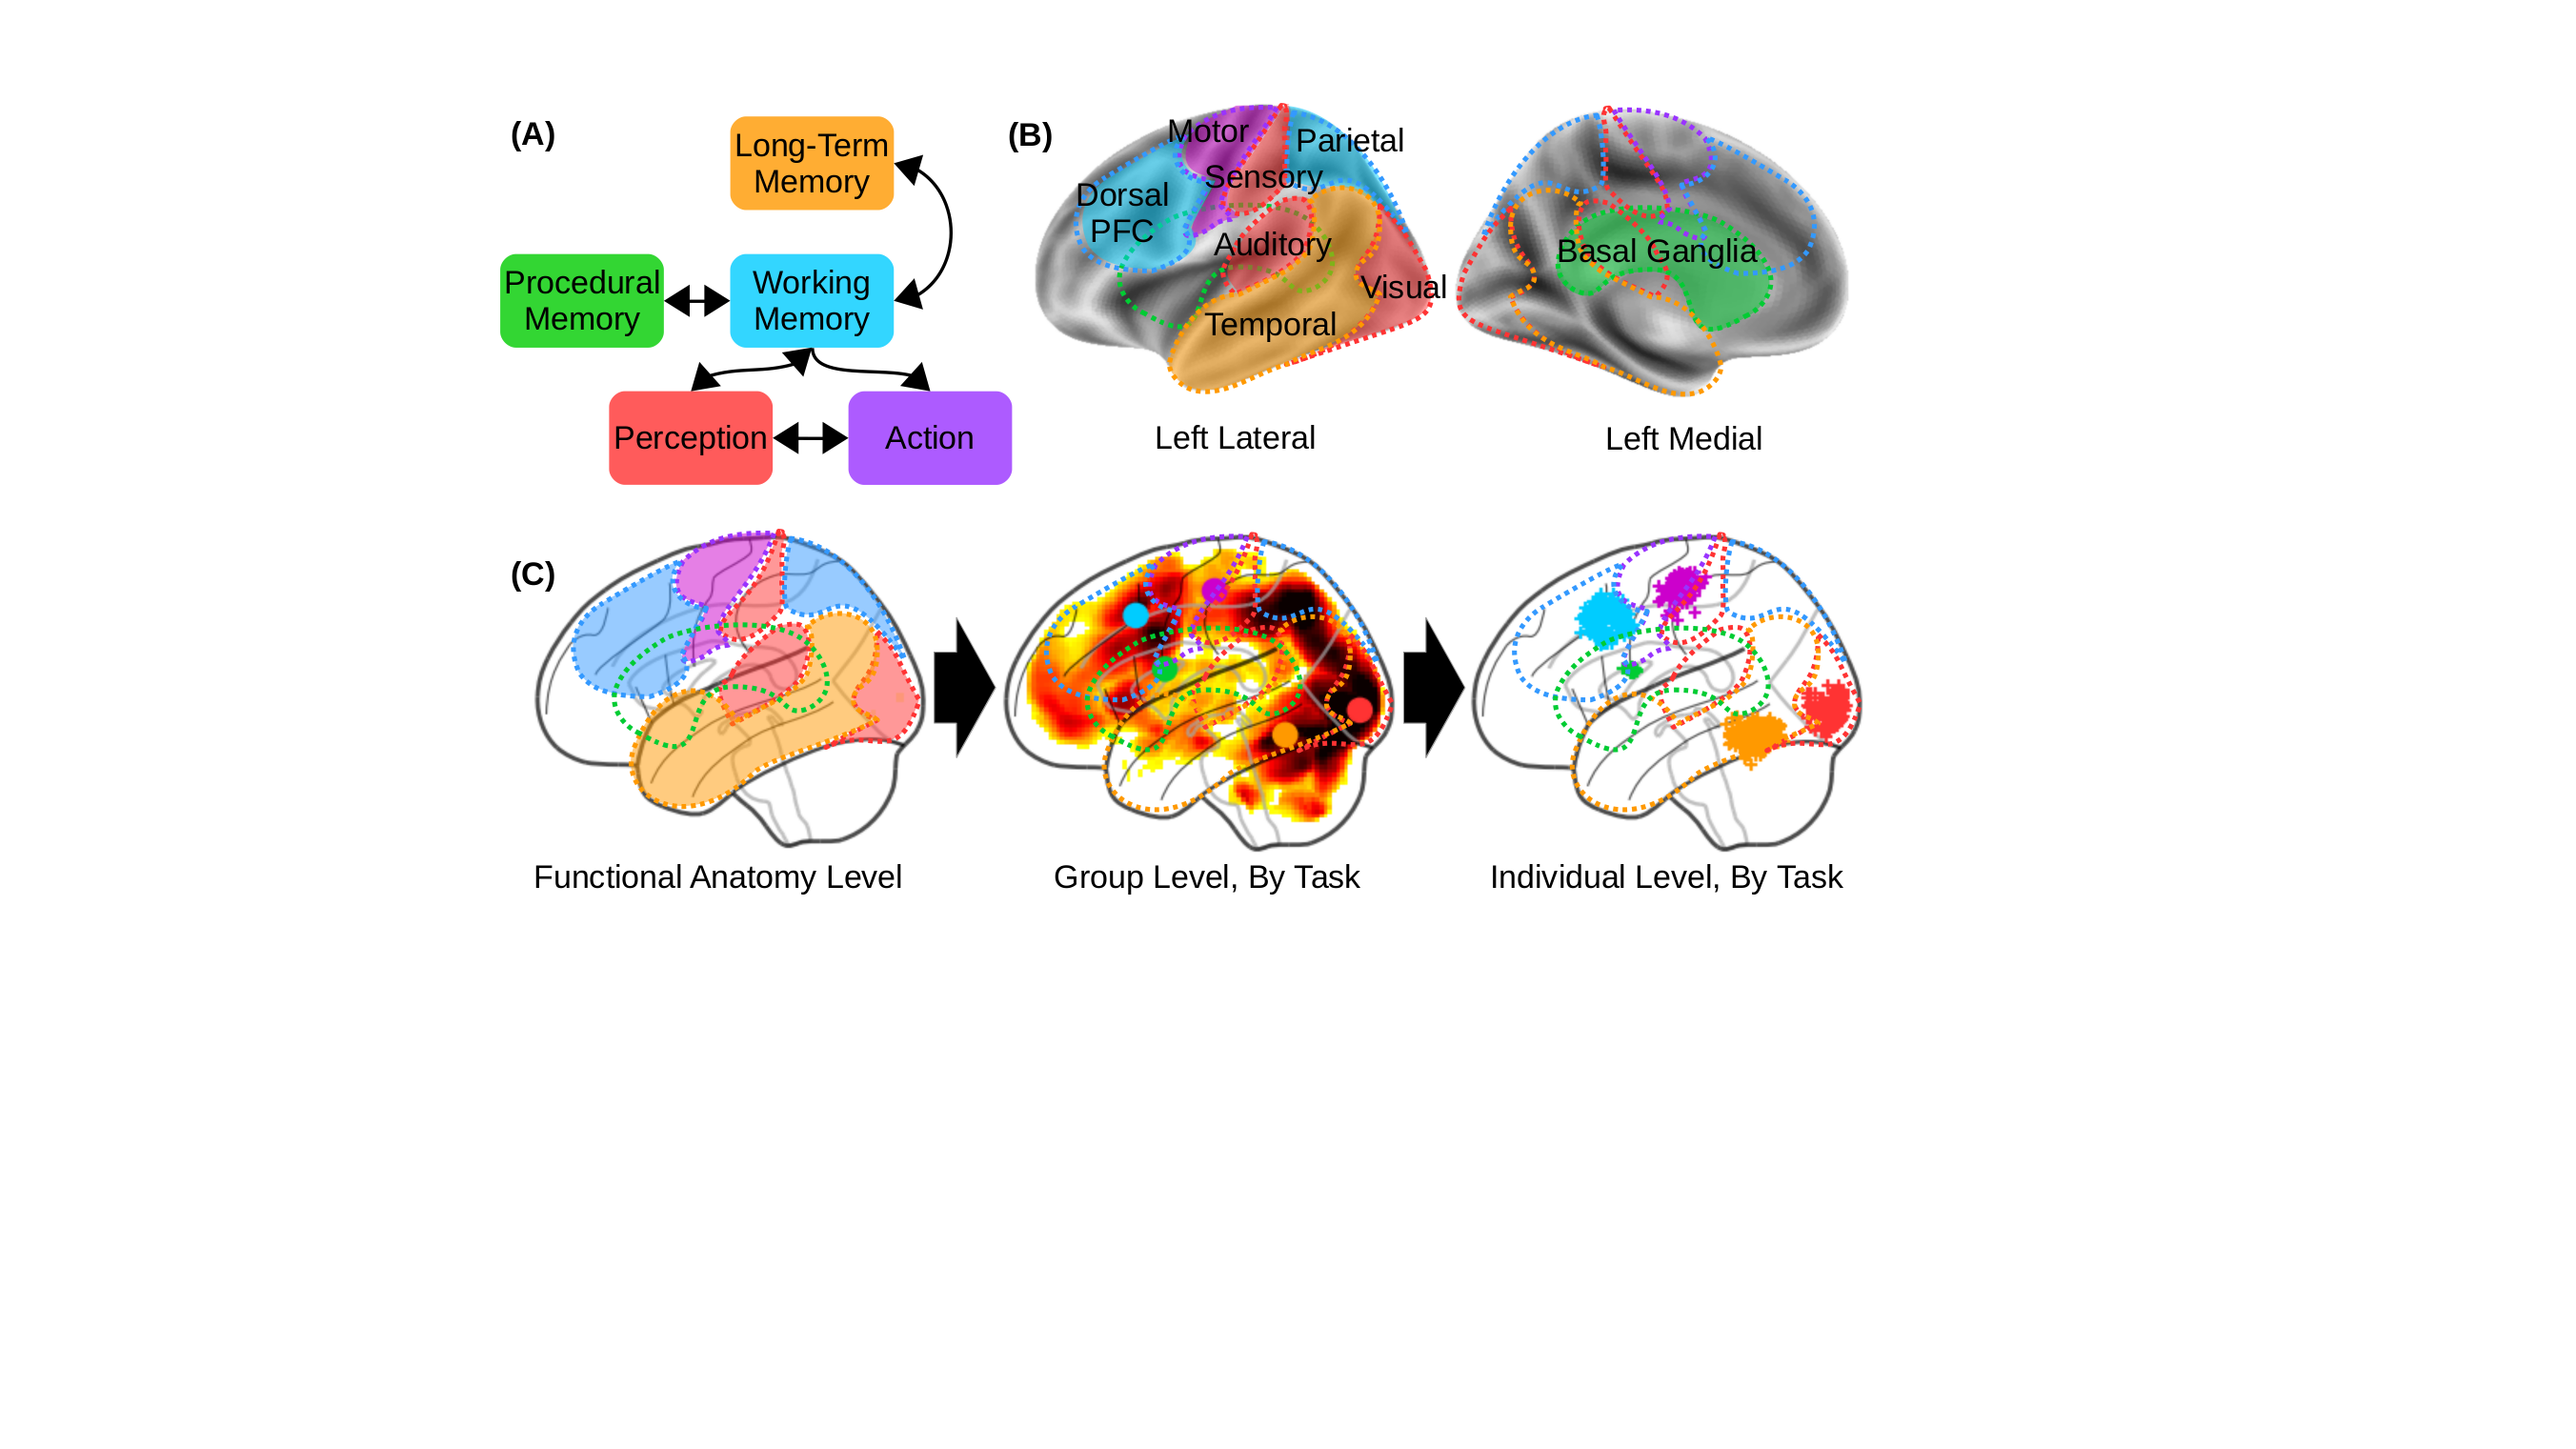 (A)
Long-Term
Memory
Procedural
Memory
Working
Memory
Perception
Action
(B)
Motor
Parietal
Sensory
Dorsal
PFC
Auditory
Visual
Temporal
Basal Ganglia
Left Lateral
Left Medial
(C)
Functional Anatomy Level
Group Level, By Task
Individual Level, By Task